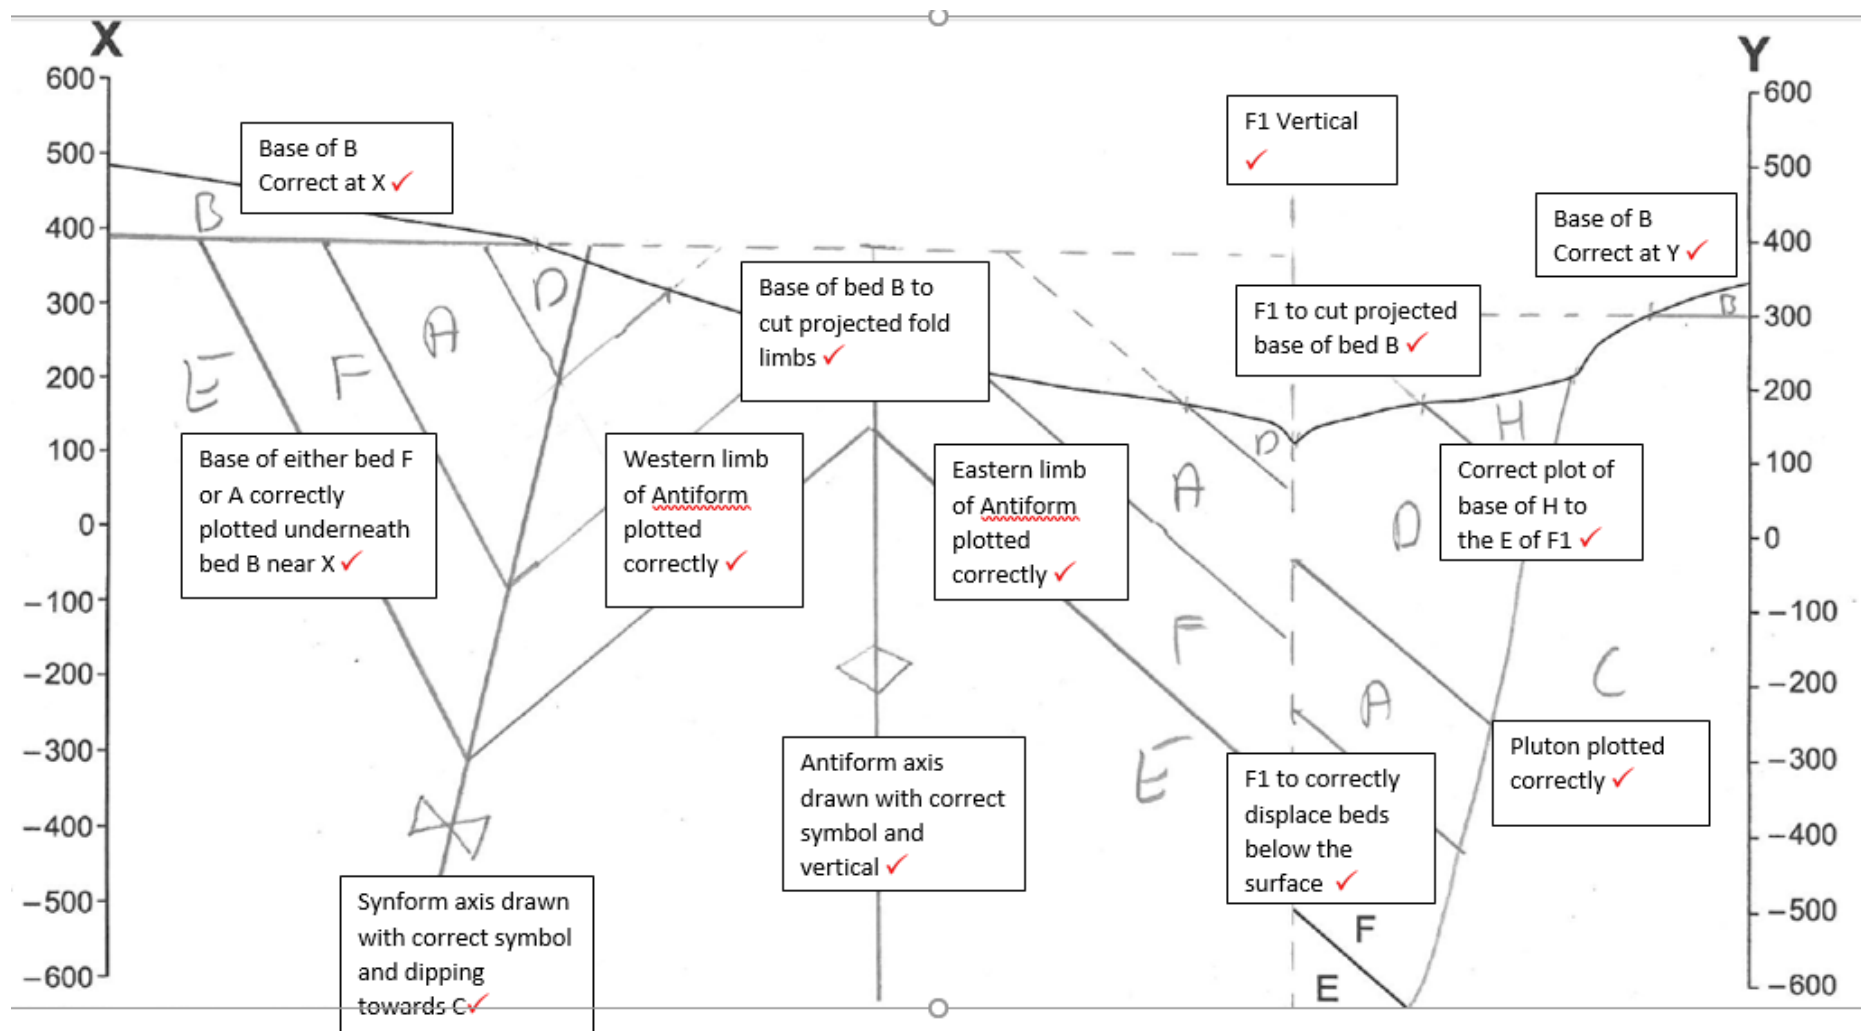 X
Y
600
500
400
300
200
100
0
−100
−200
−300
−400
−500
−600
Base of B
Correct at X ✓
B
E
F
A
D
Base of either bed F
or A correctly
plotted underneath
bed B near X ✓
Synform axis drawn
with correct symbol
and dipping
towards C✓
Western limb
of Antiform
plotted
correctly ✓
Base of bed B to
cut projected fold
limbs ✓
Antiform axis
drawn with correct
symbol and
vertical ✓
Eastern limb
of Antiform
plotted
correctly ✓
A
F
E
D
F1 Vertical
✓
F1 to cut projected
base of bed B ✓
Base of B
Correct at Y ✓
B
H
D
Correct plot of
base of H to
the E of F1 ✓
C
A
Pluton plotted
correctly ✓
F1 to correctly
displace beds
below the
surface ✓
F
E
600
500
400
300
200
100
0
−100
−200
−300
−400
−500
−600